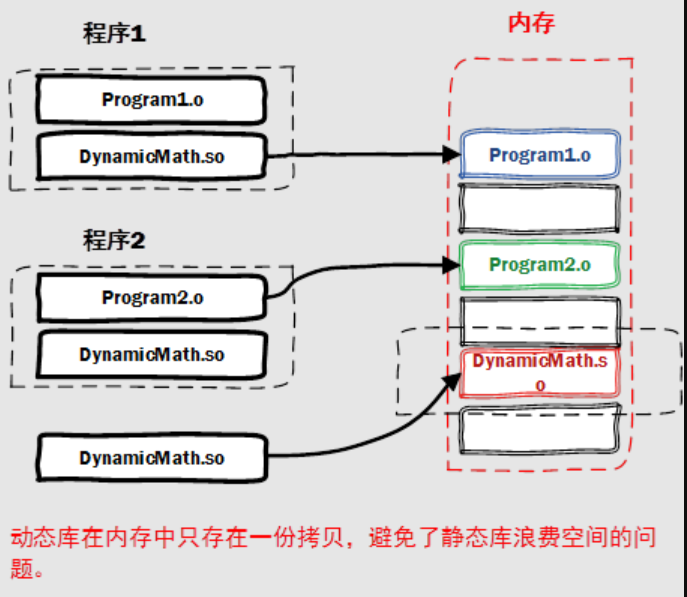 程序1
Program1.o
DynamicMath.so
程序2
Program2.o
DynamicMath.so
DynamicMath.so
内存
Program1.o
Program2.o
DynamicMath.s
o
动态库在内存中只存在一份拷贝，避免了静态库浪费空间的问
题。